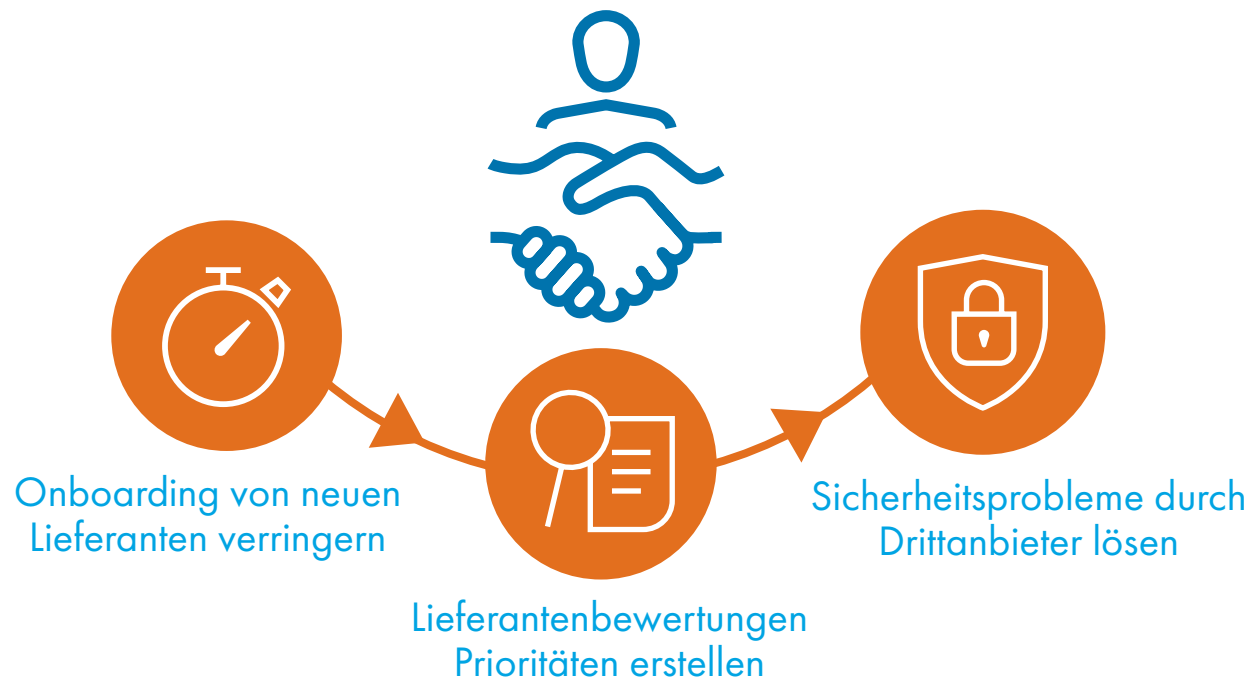 Onboarding von neuen
Lieferanten verringern
Lieferantenbewertungen
Prioritäten erstellen
Sicherheitsprobleme durch
Drittanbieter lösen